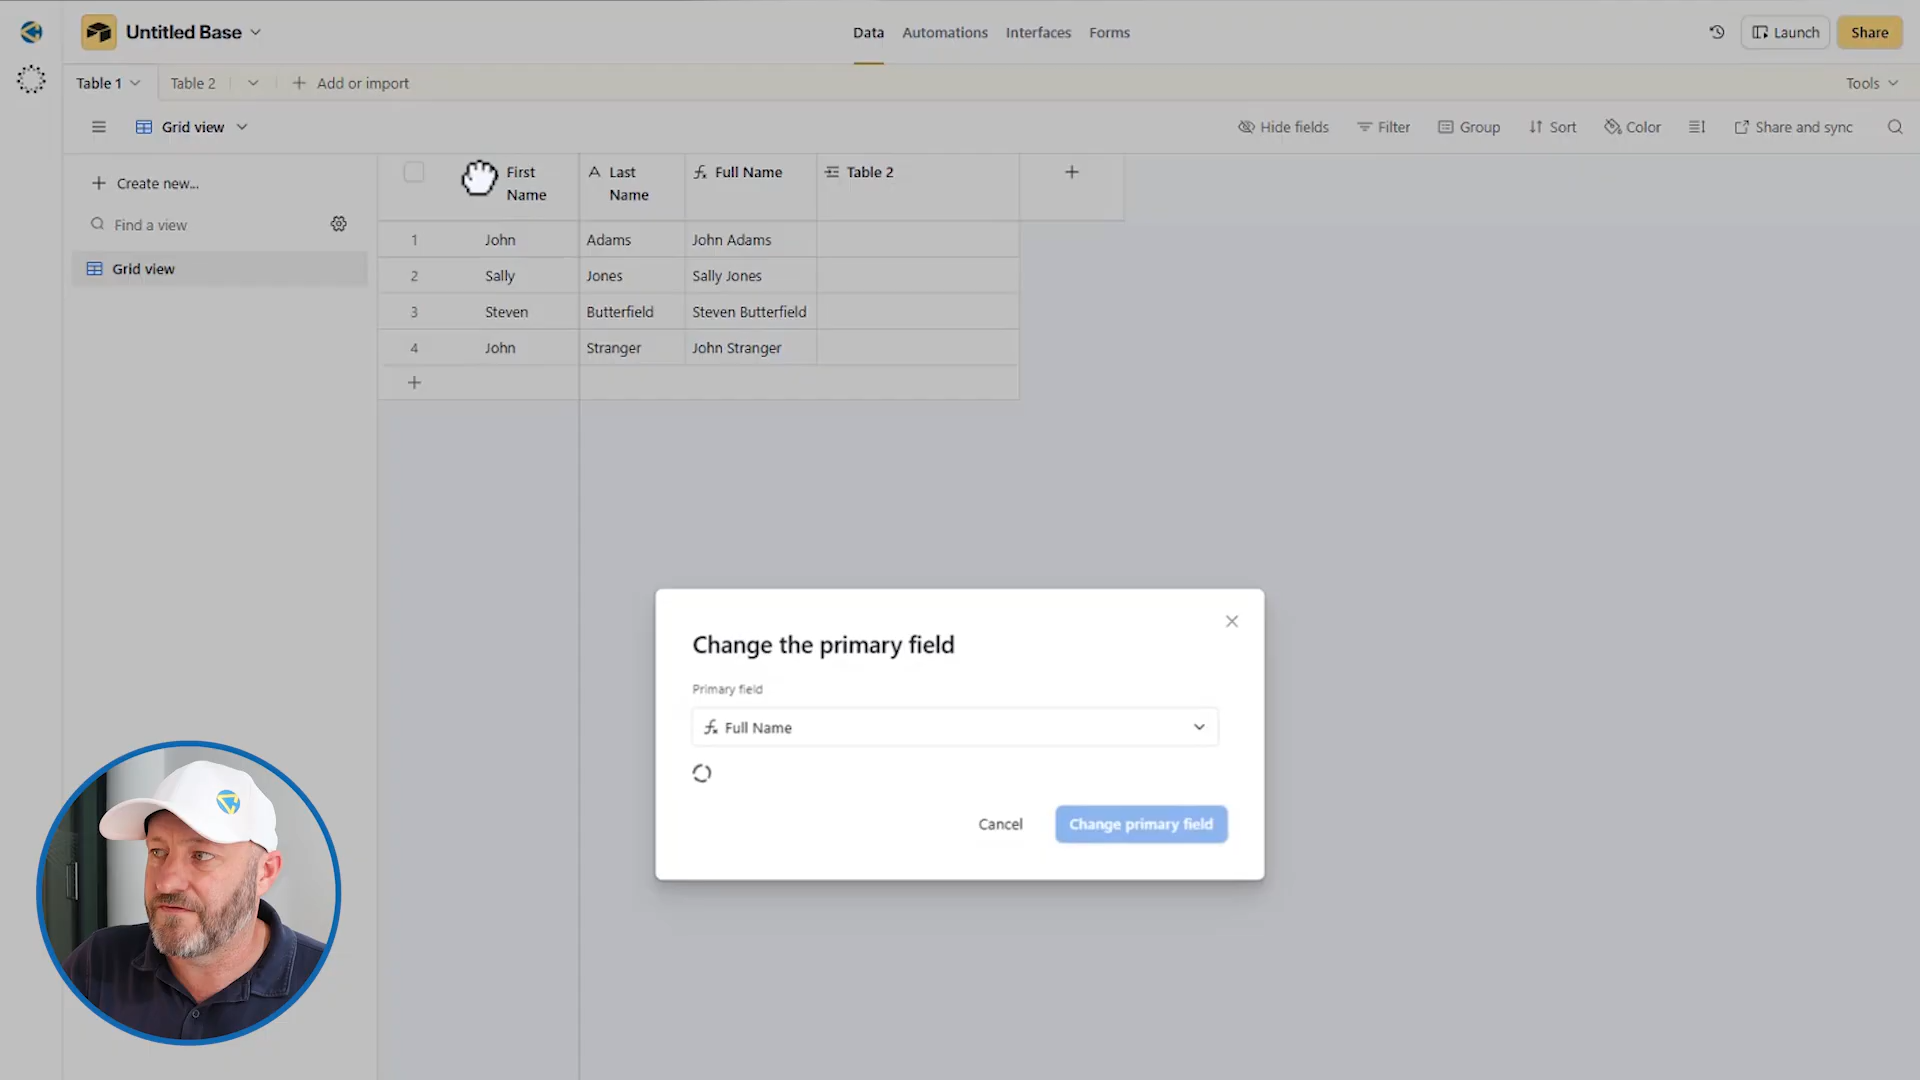 Untitled Base
Data
Automations
Interfaces
Forms
Launch
Share
Table 1
Table 2
Add or import
Tools
Grid view
Hide fields
Filter
Group
Sort
Color
Share and sync
Create new...
Find a view
Grid view
First Name
Last Name
Full Name
Table 2
1 John Adams John Adams
2 Sally Jones Sally Jones
3 Steven Butterfield Steven Butterfield
4 John Stranger John Stranger
Change the primary field
Primary field
Full Name
Cancel
Change primary field